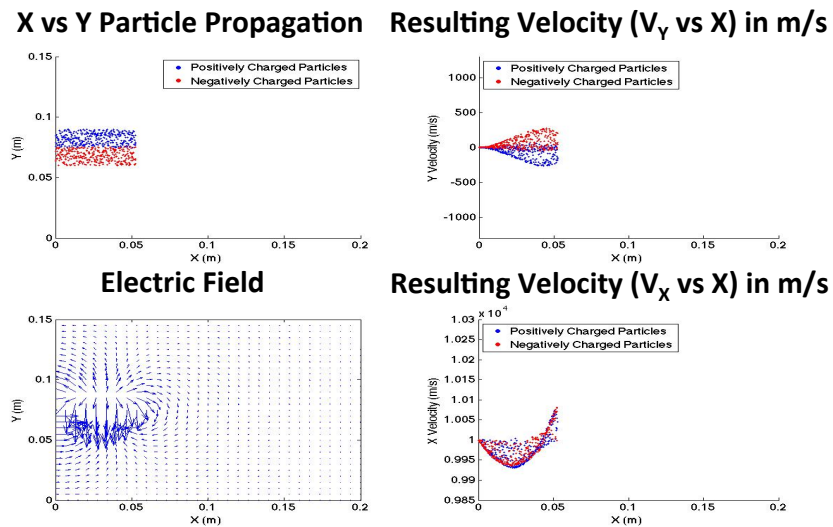 X vs Y Particle Propagation
0.15
0.1
0.05
0
Y (m)
Positively Charged Particles
Negatively Charged Particles
0 0.05 0.1 0.15 0.2
X (m)
Resulting Velocity (VY vs X) in m/s
1000
500
0
-500
-1000
Y Velocity (m/s)
Positively Charged Particles
Negatively Charged Particles
0 0.05 0.1 0.15 0.2
X (m)
Electric Field
0.15
0.1
0.05
0
Y (m)
0 0.05 0.1 0.15 0.2
X (m)
Resulting Velocity (VX vs X) in m/s
x 10^4
1.03
1.025
1.02
1.015
1.01
1.005
1
0.995
0.99
0.985
X Velocity (m/s)
Positively Charged Particles
Negatively Charged Particles
0 0.05 0.1 0.15 0.2
X (m)